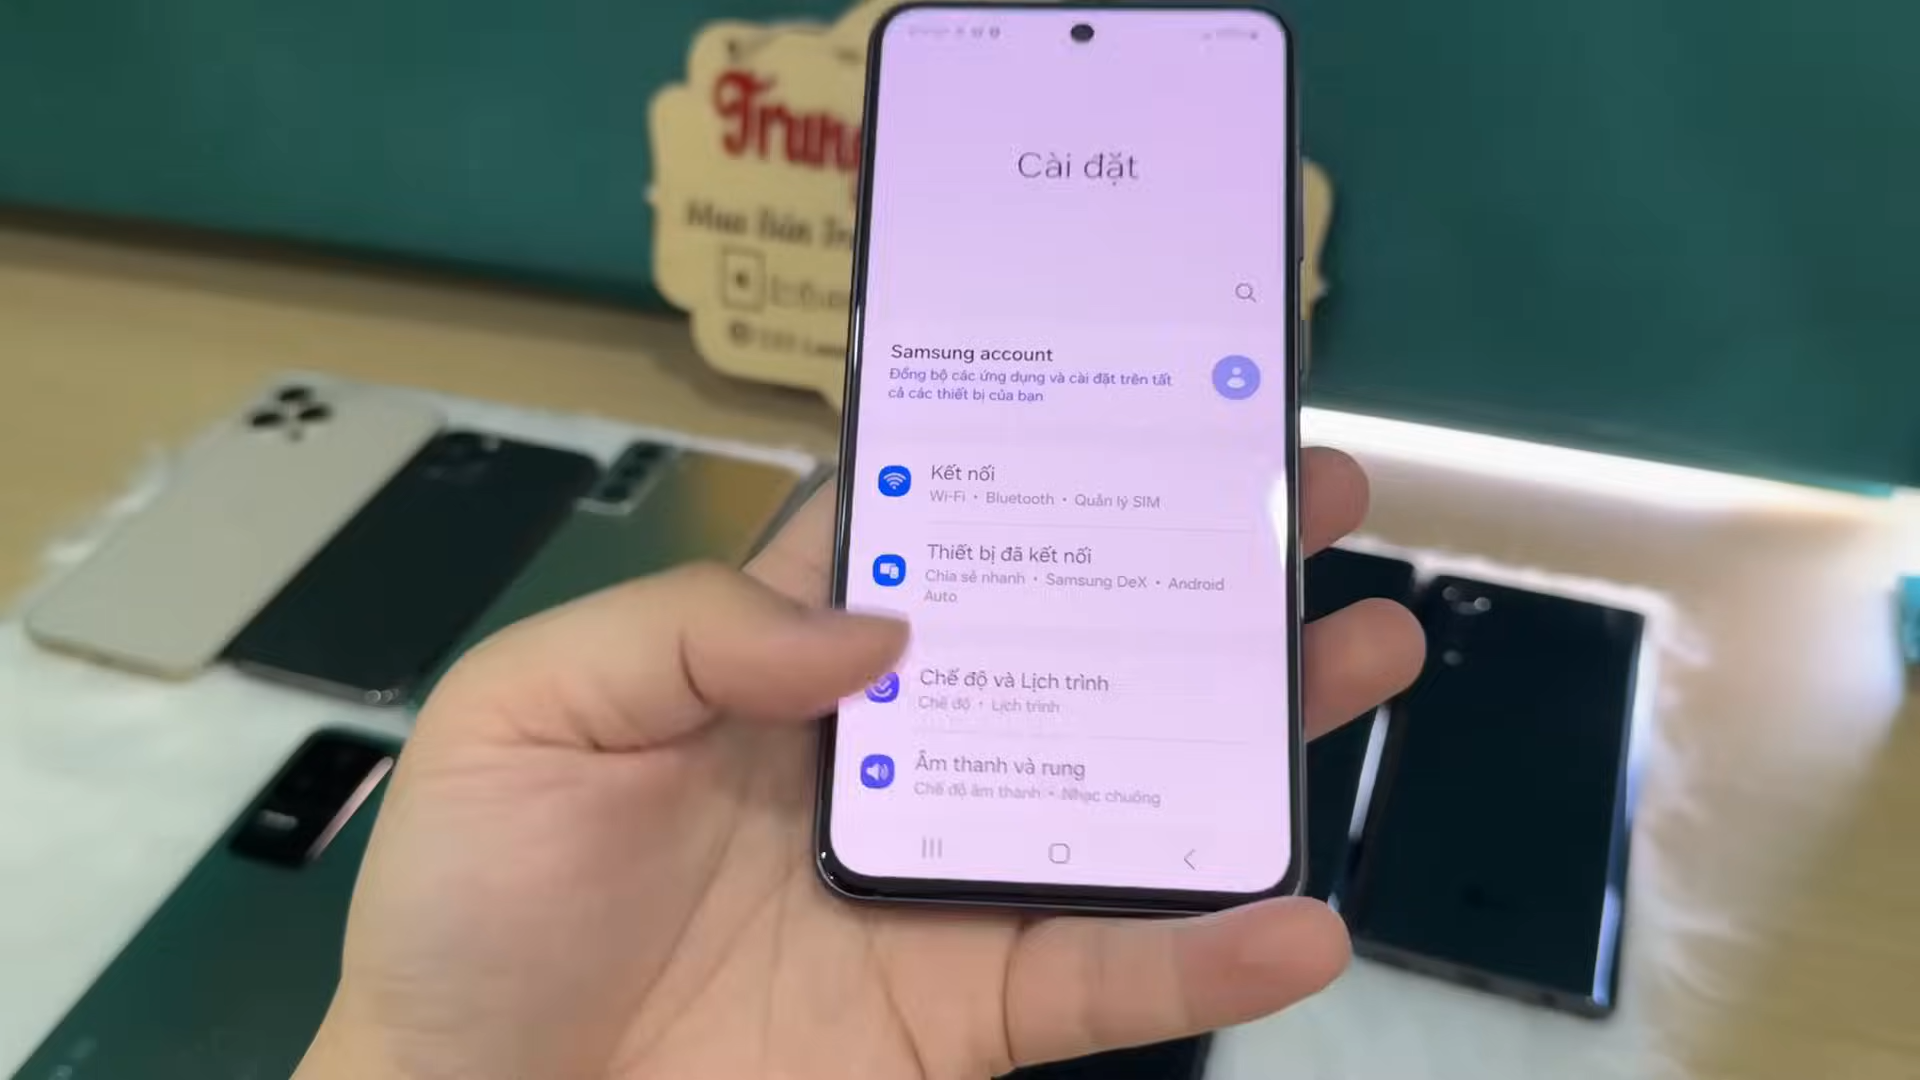 Trung
Mua Bán
Cài đặt
Samsung account
Đồng bộ các ứng dụng và cài đặt trên tất
cả các thiết bị của bạn
Kết nối
Wi-Fi • Bluetooth • Quản lý SIM
Thiết bị đã kết nối
Chia sẻ nhanh • Samsung DeX • Android
Auto
Chế độ và Lịch trình
Chế độ • Lịch trình
Âm thanh và rung
Chế độ âm thanh • Nhạc chuông